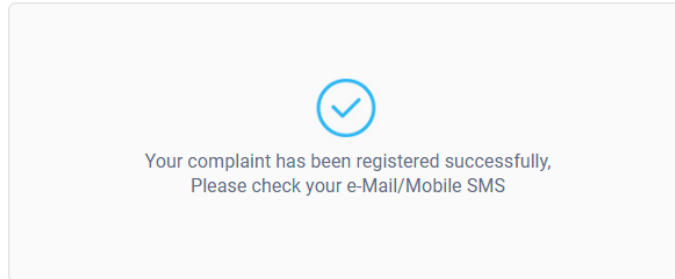 Your complaint has been registered successfully,
Please check your e-Mail/Mobile SMS